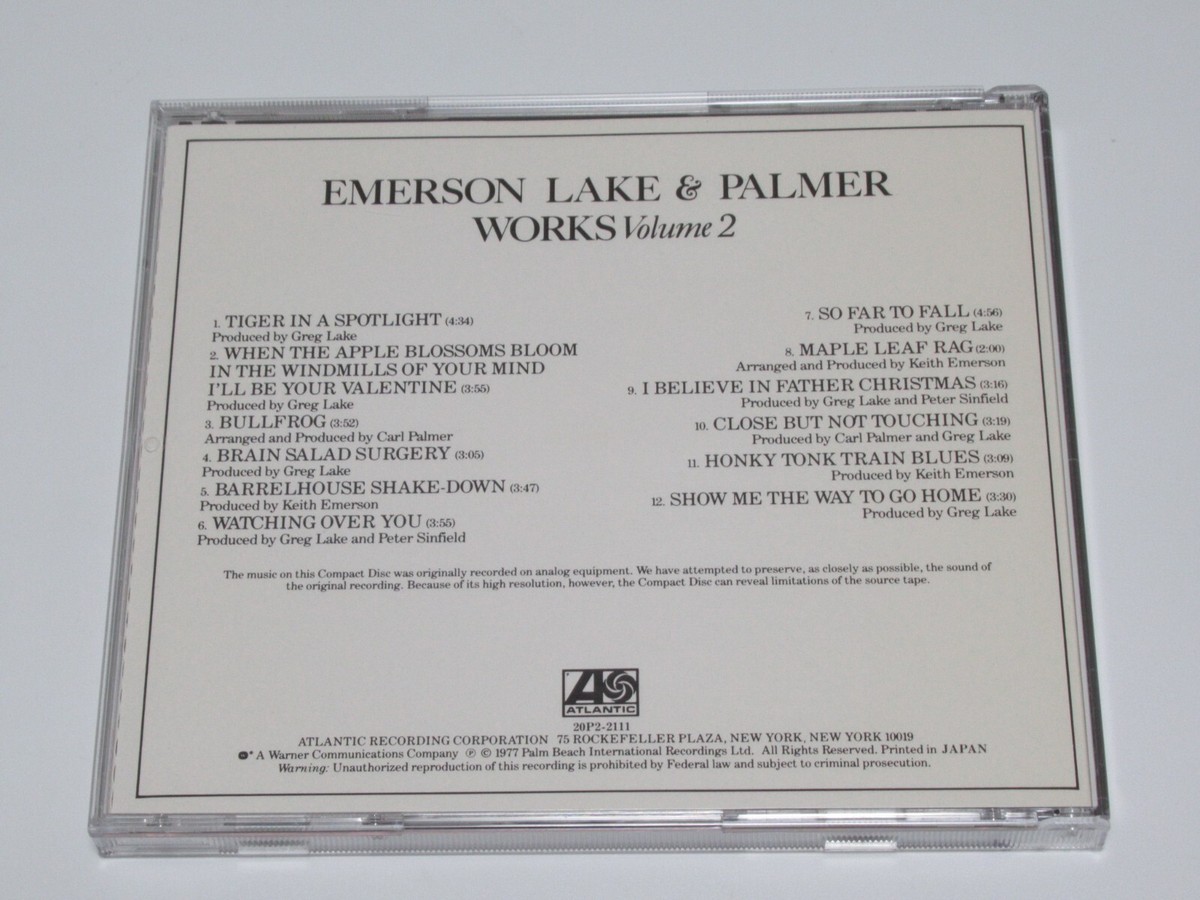 EMERSON LAKE & PALMER
WORKS Volume 2
1. TIGER IN A SPOTLIGHT (4:34)
Produced by Greg Lake
2. WHEN THE APPLE BLOSSOMS BLOOM
IN THE WINDMILLS OF YOUR MIND
I'LL BE YOUR VALENTINE (3:55)
Produced by Greg Lake
3. BULLFROG (3:52)
Arranged and Produced by Carl Palmer
4. BRAIN SALAD SURGERY (3:05)
Produced by Greg Lake
5. BARRELHOUSE SHAKE-DOWN (3:47)
Produced by Keith Emerson
6. WATCHING OVER YOU (3:55)
Produced by Greg Lake and Peter Sinfield
7. SO FAR TO FALL (4:56)
Produced by Greg Lake
8. MAPLE LEAF RAG (2:00)
Arranged and Produced by Keith Emerson
9. I BELIEVE IN FATHER CHRISTMAS (3:16)
Produced by Greg Lake and Peter Sinfield
10. CLOSE BUT NOT TOUCHING (3:19)
Produced by Carl Palmer and Greg Lake
11. HONKY TONK TRAIN BLUES (3:09)
Produced by Keith Emerson
12. SHOW ME THE WAY TO GO HOME (3:30)
Produced by Greg Lake
The music on this Compact Disc was originally recorded on analog equipment. We have attempted to preserve, as closely as possible, the sound of
the original recording. Because of its high resolution, however, the Compact Disc can reveal limitations of the source tape.
ATLANTIC
20P2-2111
ATLANTIC RECORDING CORPORATION 75 ROCKEFELLER PLAZA, NEW YORK, NEW YORK 10019
* A Warner Communications Company ℗ © 1977 Palm Beach International Recordings Ltd. All Rights Reserved. Printed in JAPAN
Warning: Unauthorized reproduction of this recording is prohibited by Federal law and subject to criminal prosecution.